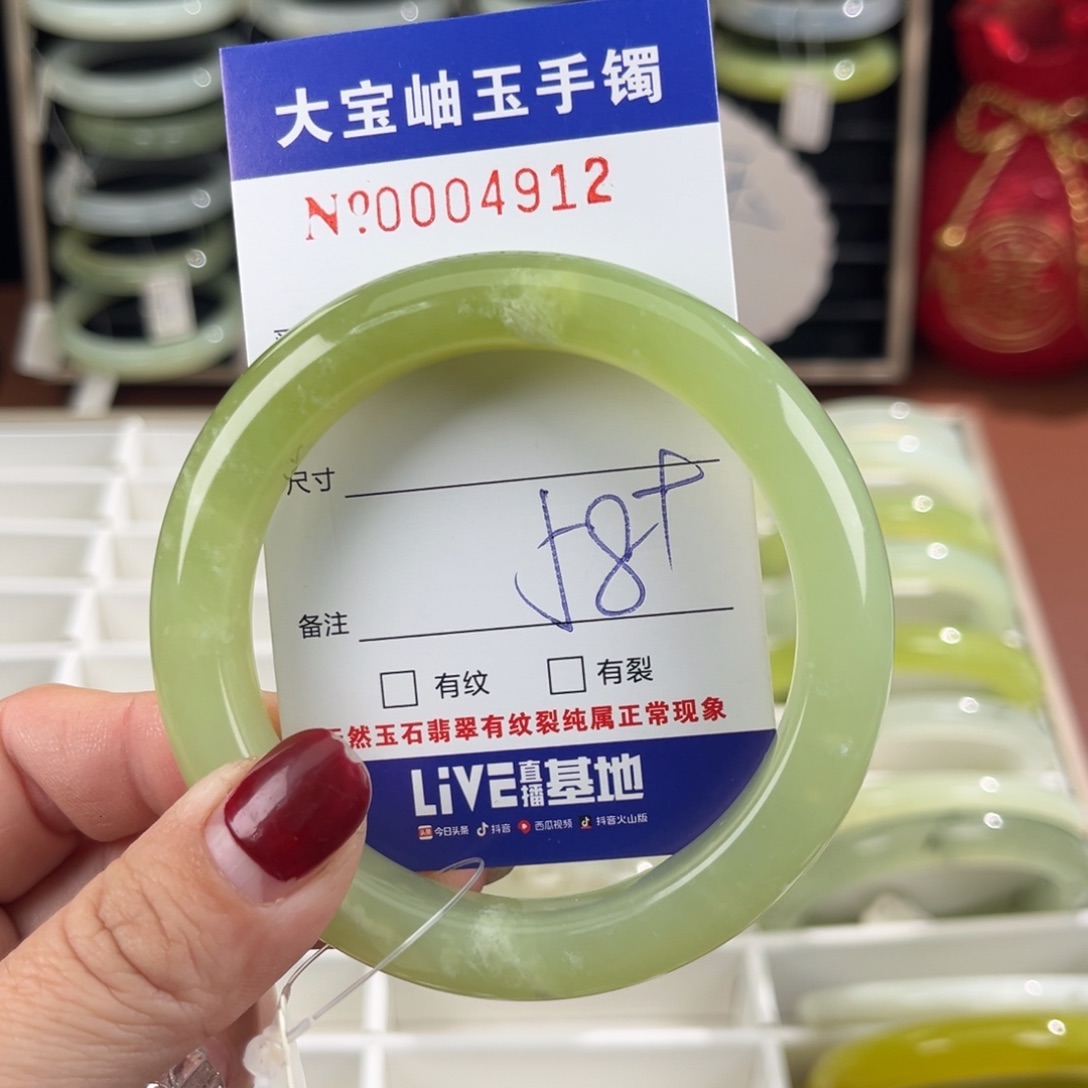 大宝岫玉手镯
Nº0004912
尺寸
58
备注
有纹 有裂
然玉石翡翠有纹裂纯属正常现象
LiVE直播基地
今日头条 抖音 西瓜视频 抖音火山版